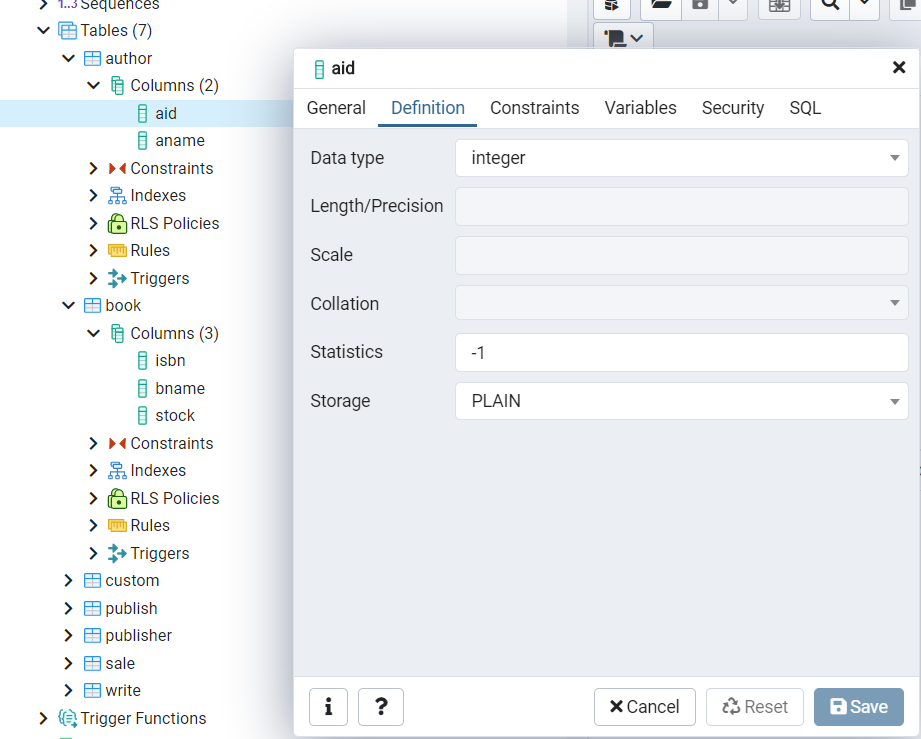 1..3 Sequences
Tables (7)
author
Columns (2)
aid
aname
Constraints
Indexes
RLS Policies
Rules
Triggers
book
Columns (3)
isbn
bname
stock
Constraints
Indexes
RLS Policies
Rules
Triggers
custom
publish
publisher
sale
write
Trigger Functions
aid
General Definition Constraints Variables Security SQL
Data type integer
Length/Precision
Scale
Collation
Statistics -1
Storage PLAIN
i ? Cancel Reset Save